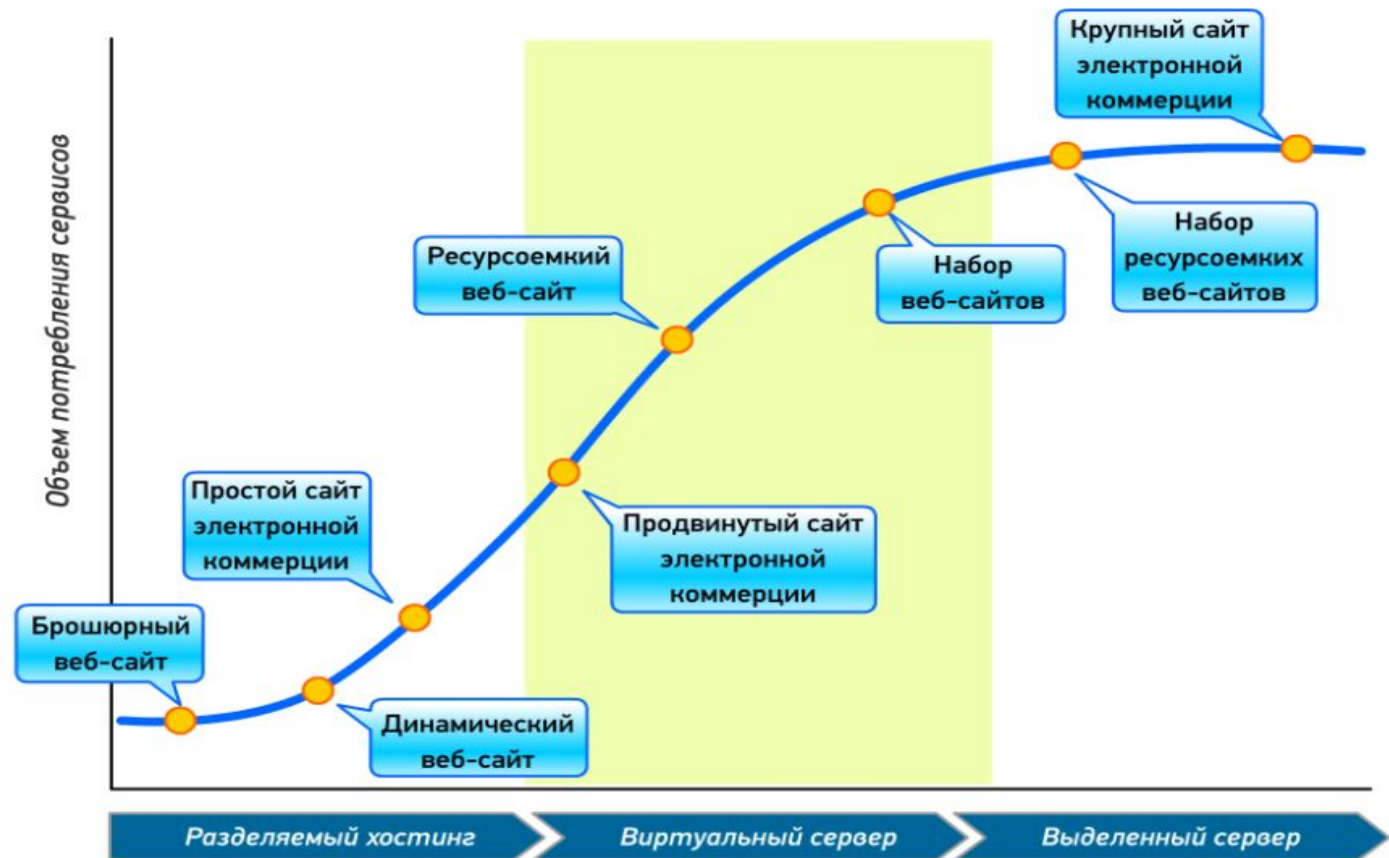 Крупный сайт
электронной
коммерции
Объем потребления сервисов
Ресурсоемкий
веб-сайт
Набор
веб-сайтов
Набор
ресурсоемких
веб-сайтов
Простой сайт
электронной
коммерции
Продвинутый сайт
электронной
коммерции
Брошюрный
веб-сайт
Динамический
веб-сайт
Разделяемый хостинг
Виртуальный сервер
Выделенный сервер